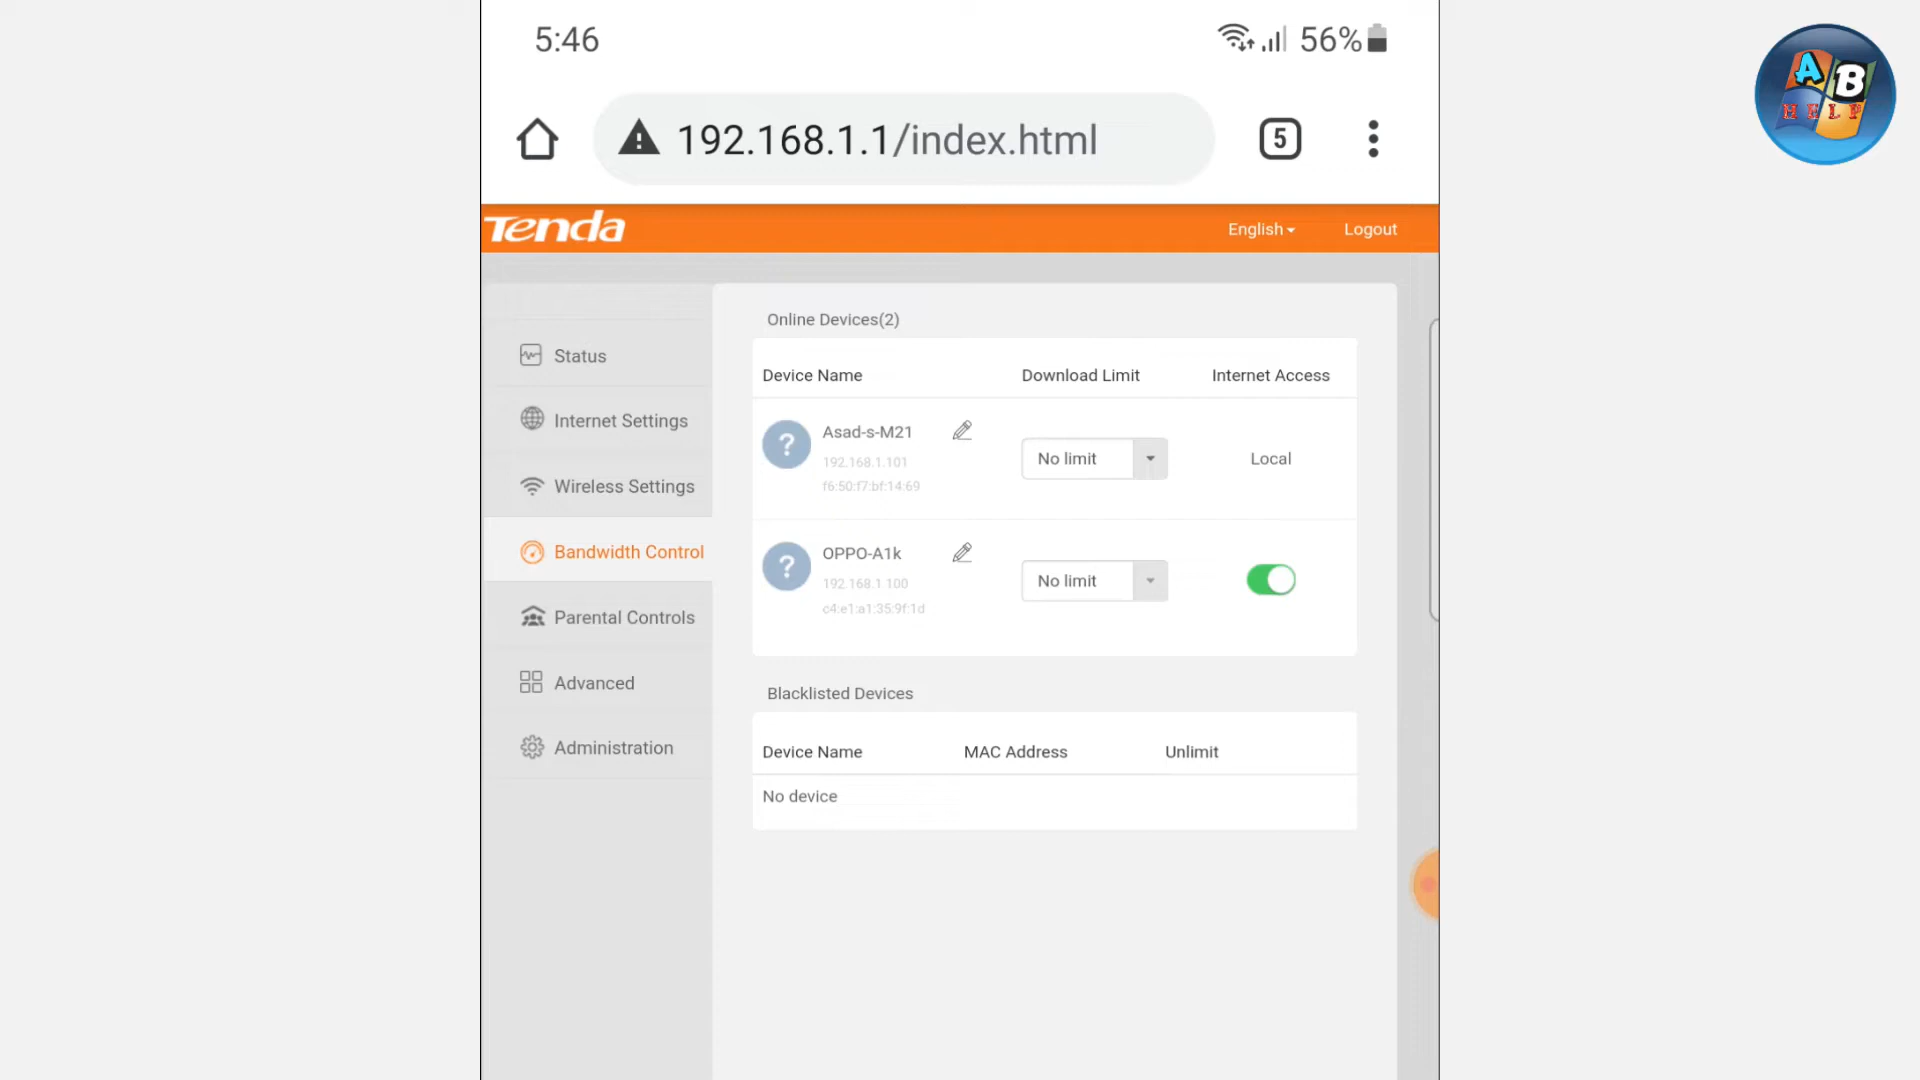 5:46
56%
192.168.1.1/index.html
5
A B
HELP
Tenda
English
Logout
Online Devices(2)
Device Name Download Limit Internet Access
Asad-s-M21
192.168.1.101
f6:50:f7:bf:14:69
No limit
Local
OPPO-A1k
192.168.1.100
c4:e1:a1:35:9f:1d
No limit
Status
Internet Settings
Wireless Settings
Bandwidth Control
Parental Controls
Advanced
Administration
Blacklisted Devices
Device Name MAC Address Unlimit
No device